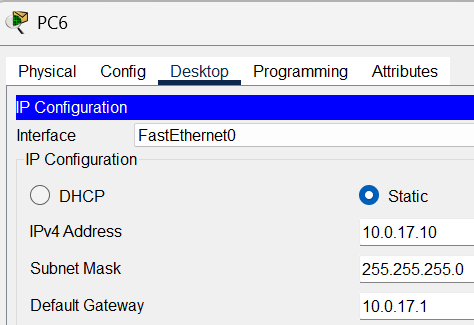 PC6
Physical Config Desktop Programming Attributes
IP Configuration
Interface FastEthernet0
IP Configuration
DHCP Static
IPv4 Address 10.0.17.10
Subnet Mask 255.255.255.0
Default Gateway 10.0.17.1